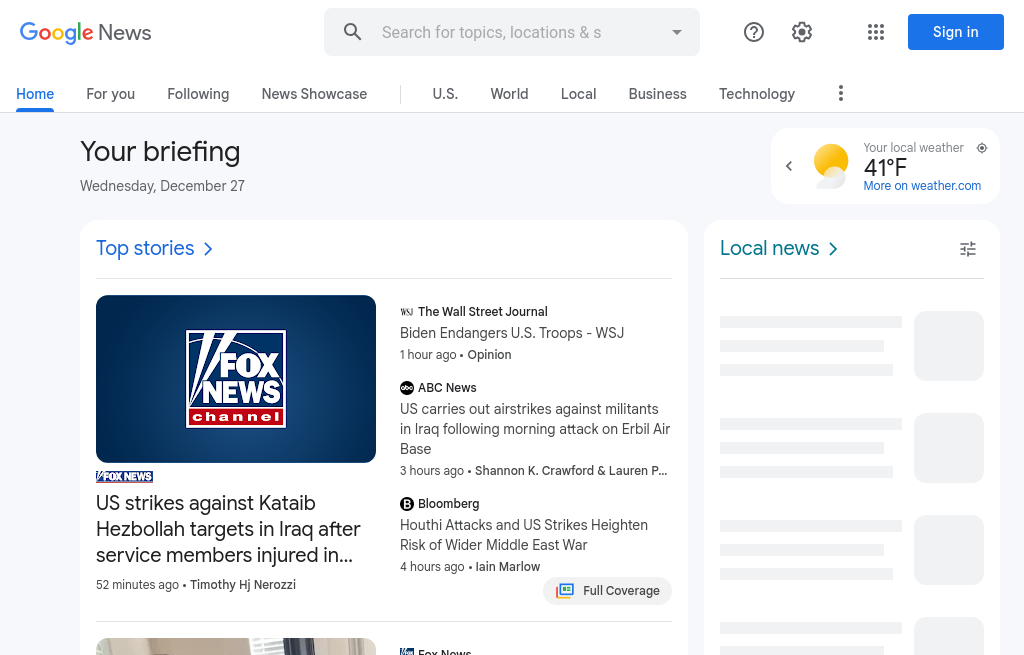 Google News
Search for topics, locations & s
Sign in
Home
For you
Following
News Showcase
U.S.
World
Local
Business
Technology
Your briefing
Wednesday, December 27
Your local weather
41°F
More on weather.com
Top stories
Local news
FOX
NEWS
channel
FOX NEWS
US strikes against Kataib
Hezbollah targets in Iraq after
service members injured in...
52 minutes ago • Timothy Hj Nerozzi
WSJ The Wall Street Journal
Biden Endangers U.S. Troops - WSJ
1 hour ago • Opinion
abc ABC News
US carries out airstrikes against militants
in Iraq following morning attack on Erbil Air
Base
3 hours ago • Shannon K. Crawford & Lauren P...
B Bloomberg
Houthi Attacks and US Strikes Heighten
Risk of Wider Middle East War
4 hours ago • Iain Marlow
Full Coverage
Fox News